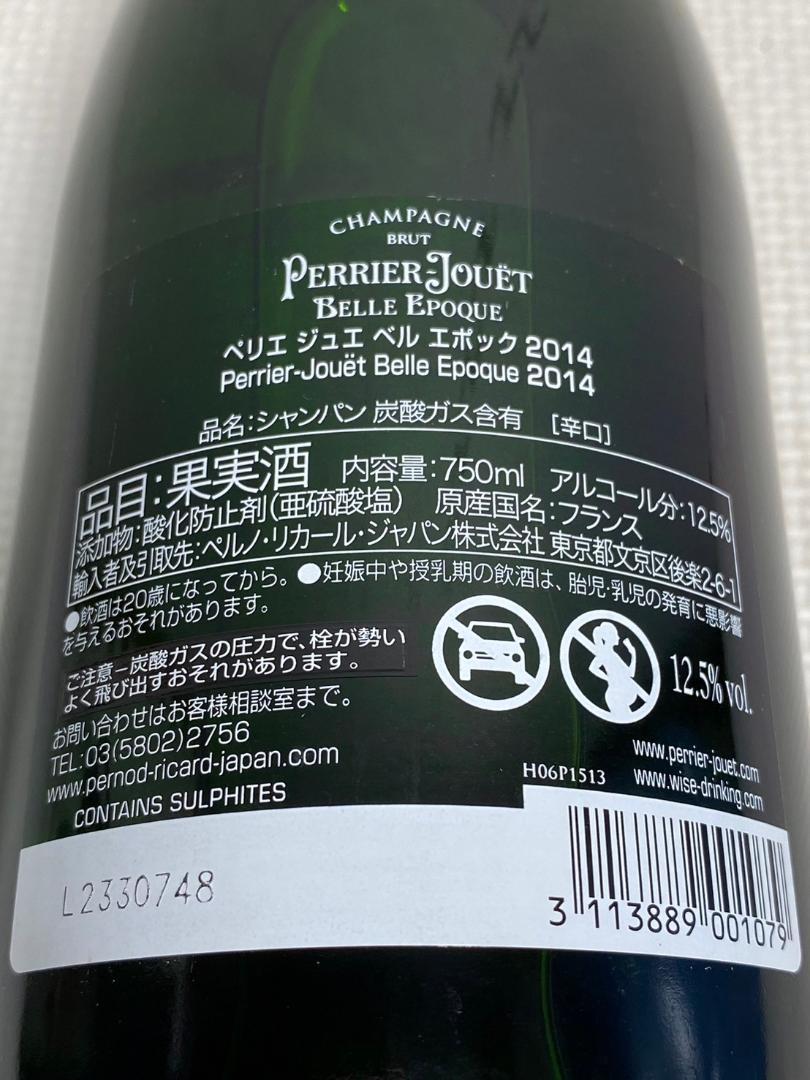 CHAMPAGNE
BRUT
PERRIER-JOUËT
BELLE EPOQUE
ペリエ ジュエ ベル エポック 2014
Perrier-Jouët Belle Epoque 2014
品名:シャンパン 炭酸ガス含有 [辛口]
品目:果実酒 内容量:750ml アルコール分:12.5%
添加物:酸化防止剤(亜硫酸塩) 原産国名:フランス
輸入者及引取先:ペルノ・リカール・ジャパン株式会社 東京都文京区後楽2-6-1
●飲酒は20歳になってから。●妊娠中や授乳期の飲酒は、胎児・乳児の発育に悪影響
を与えるおそれがあります。
ご注意-炭酸ガスの圧力で、栓が勢い
よく飛び出すおそれがあります。
12.5% vol.
お問い合わせはお客様相談室まで。
TEL:03(5802)2756
www.pernod-ricard-japan.com
www.perrier-jouet.com
H06P1513 www.wise-drinking.com
CONTAINS SULPHITES
L2330748
3 113889 001079